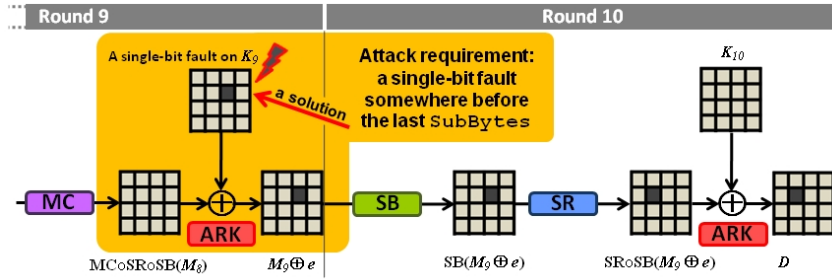 Round 9
Round 10
A single-bit fault on K9
Attack requirement:
a single-bit fault
somewhere before
the last SubBytes
a solution
K10
MC
ARK
SB
SR
ARK
MCoSRoSB(M8)
M9⊕e
SB(M9⊕e)
SRoSB(M9⊕e)
D